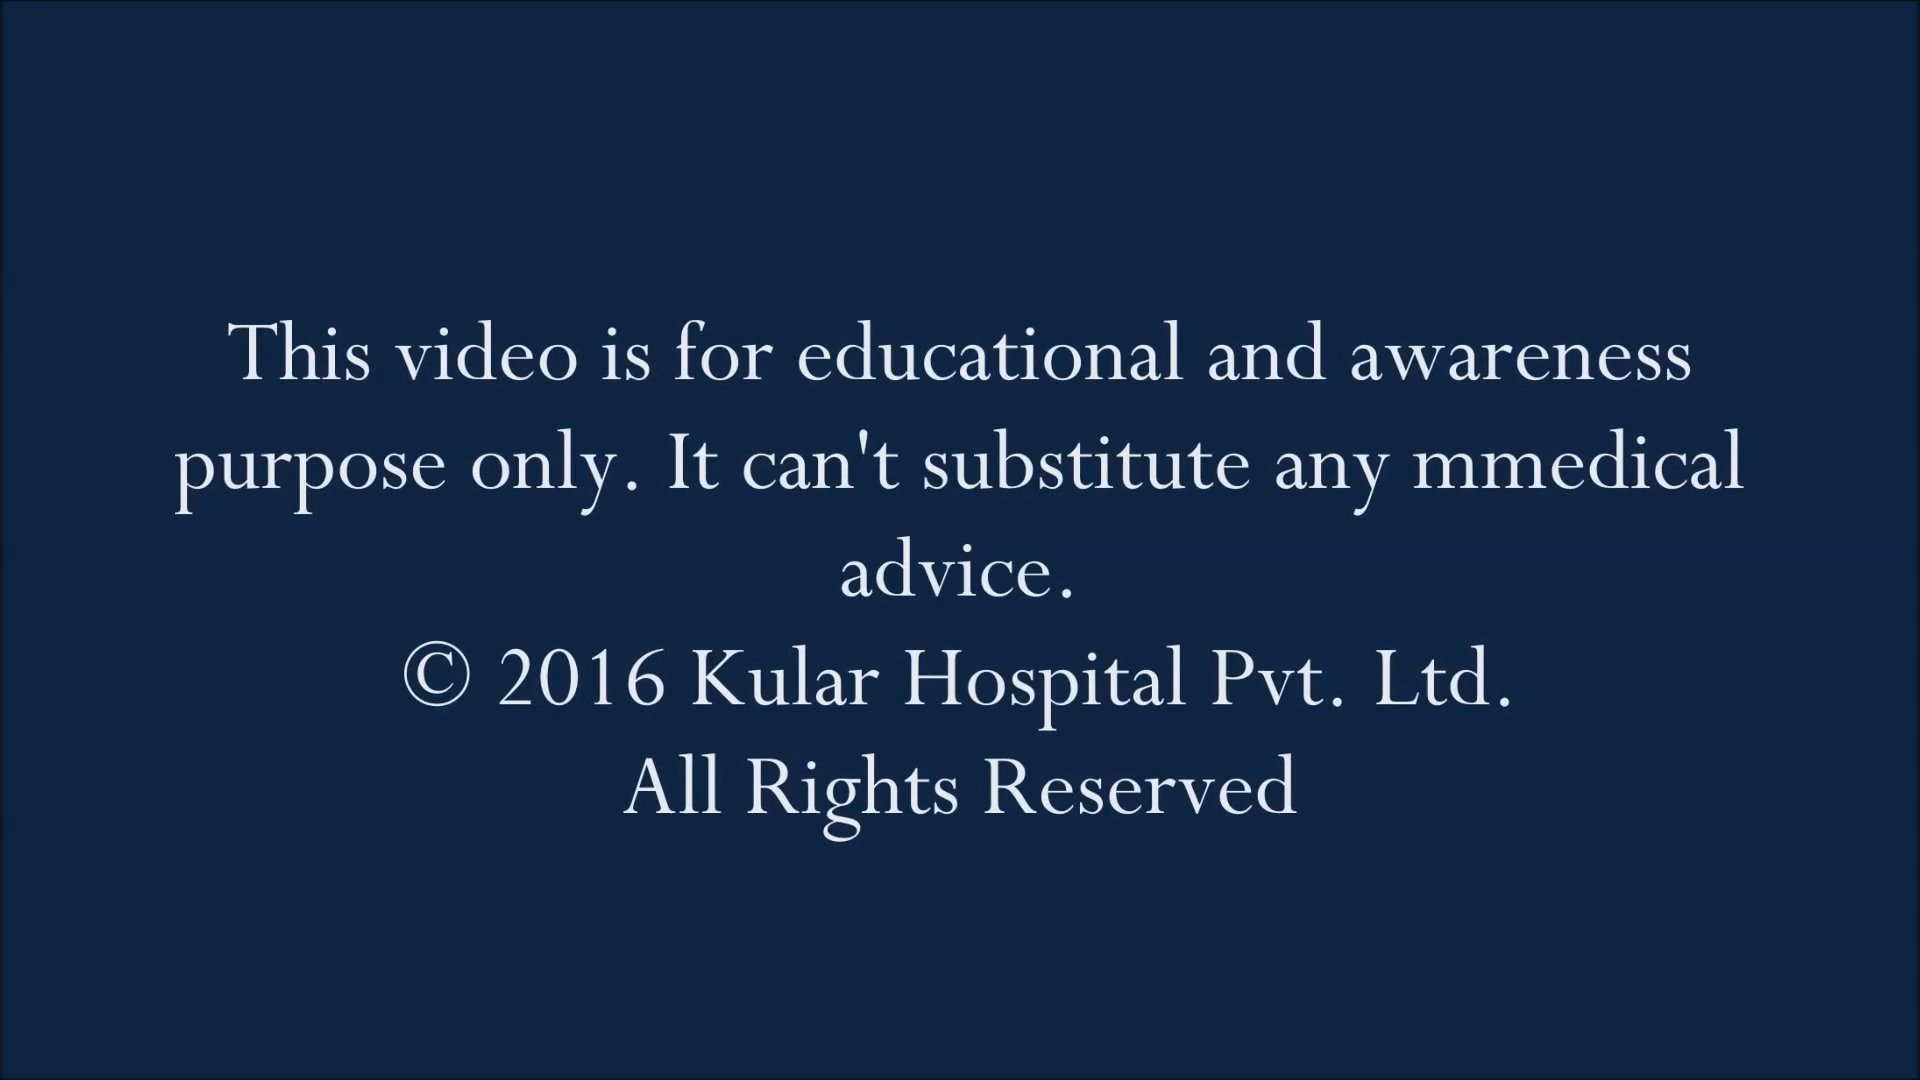 This video is for educational and awareness
purpose only. It can't substitute any mmedical
advice.
© 2016 Kular Hospital Pvt. Ltd.
All Rights Reserved